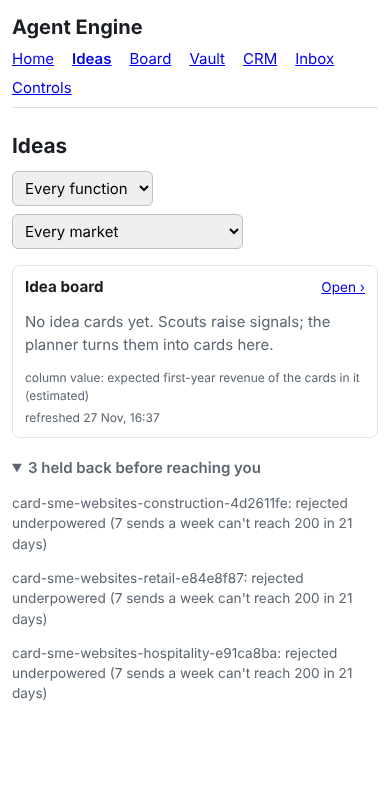 Agent Engine
Home Ideas Board Vault CRM Inbox
Controls
Ideas
Every function
Every market
Idea board Open ›
No idea cards yet. Scouts raise signals; the
planner turns them into cards here.
column value: expected first-year revenue of the cards in it
(estimated)
refreshed 27 Nov, 16:37
▼ 3 held back before reaching you
card-sme-websites-construction-4d2611fe: rejected
underpowered (7 sends a week can't reach 200 in 21
days)
card-sme-websites-retail-e84e8f87: rejected
underpowered (7 sends a week can't reach 200 in 21
days)
card-sme-websites-hospitality-e91ca8ba: rejected
underpowered (7 sends a week can't reach 200 in 21
days)